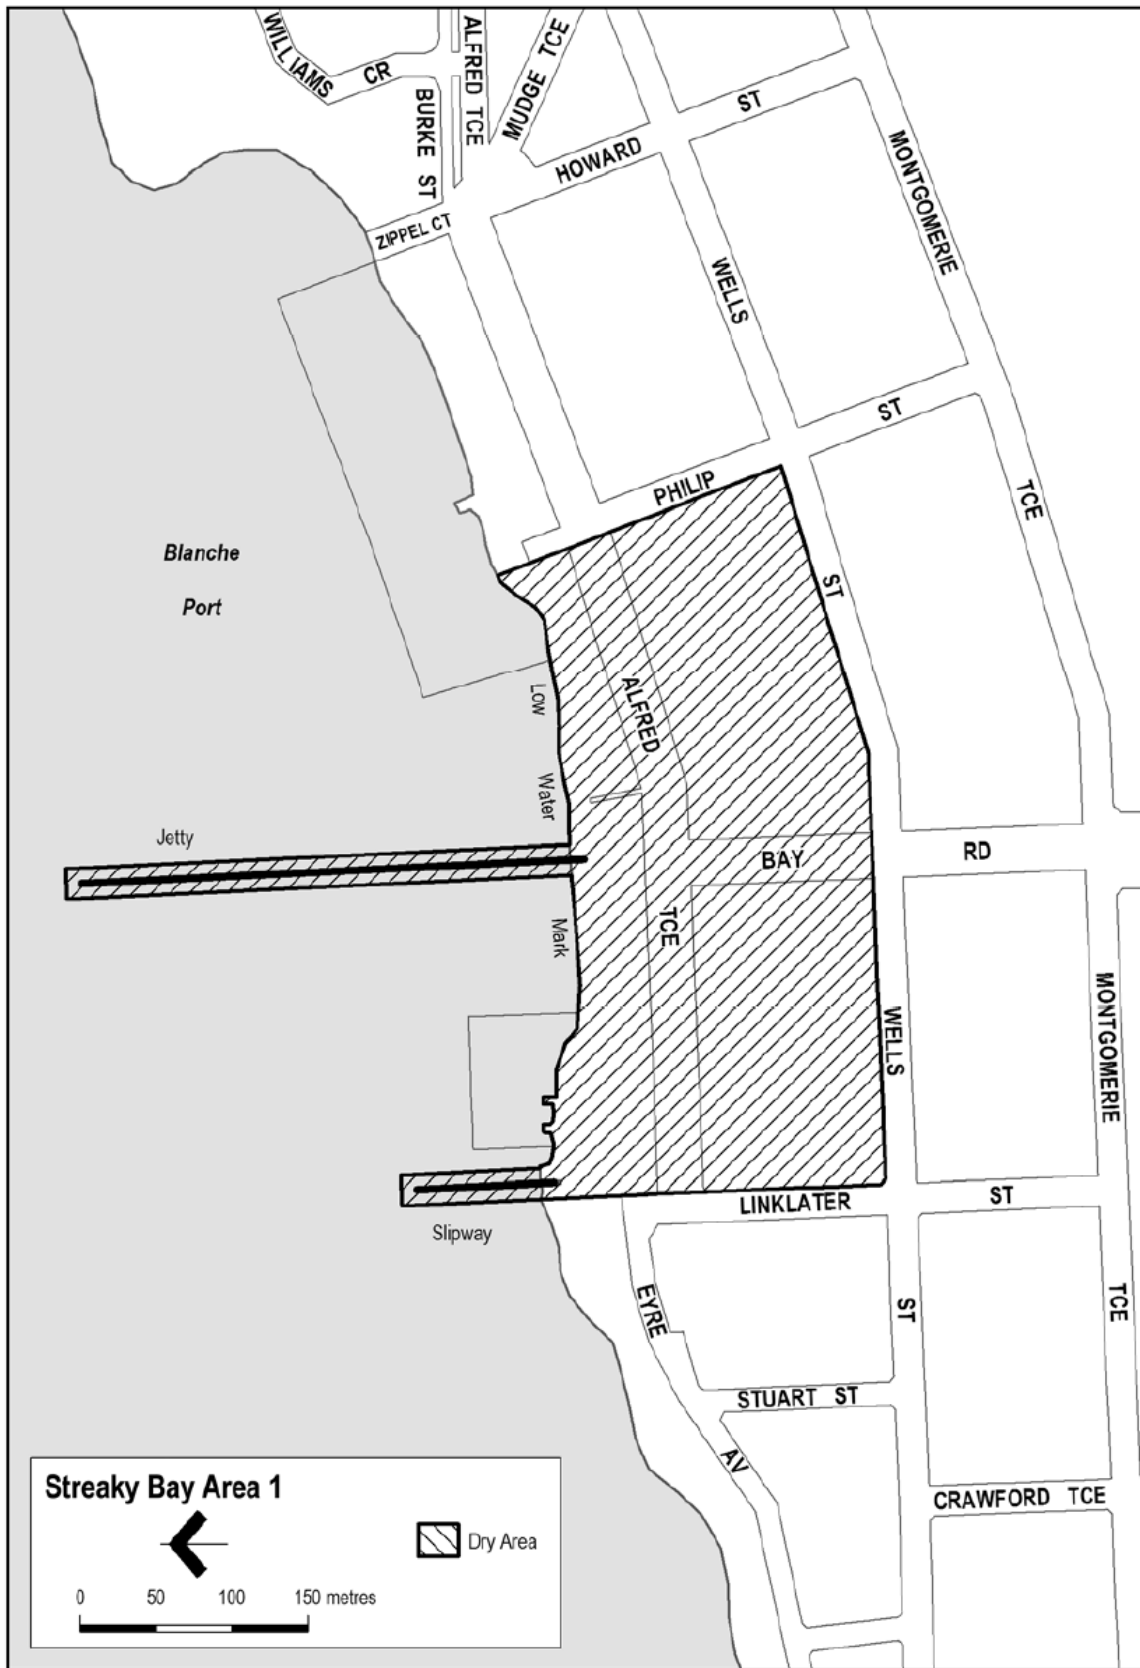 WILLIAMS
CR
ALFRED TCE
MUDGE TCE
BURKE ST
ST
HOWARD
MONTGOMERIE
ZIPPEL CT
WELLS
ST
PHILIP
TCE
Blanche
Port
ST
ALFRED
Low
Water
Jetty
BAY
RD
Mark
TCE
WELLS
MONTGOMERIE
LINKLATER
ST
Slipway
EYRE
ST
TCE
STUART ST
AV
CRAWFORD TCE
Streaky Bay Area 1
Dry Area
0 50 100 150 metres